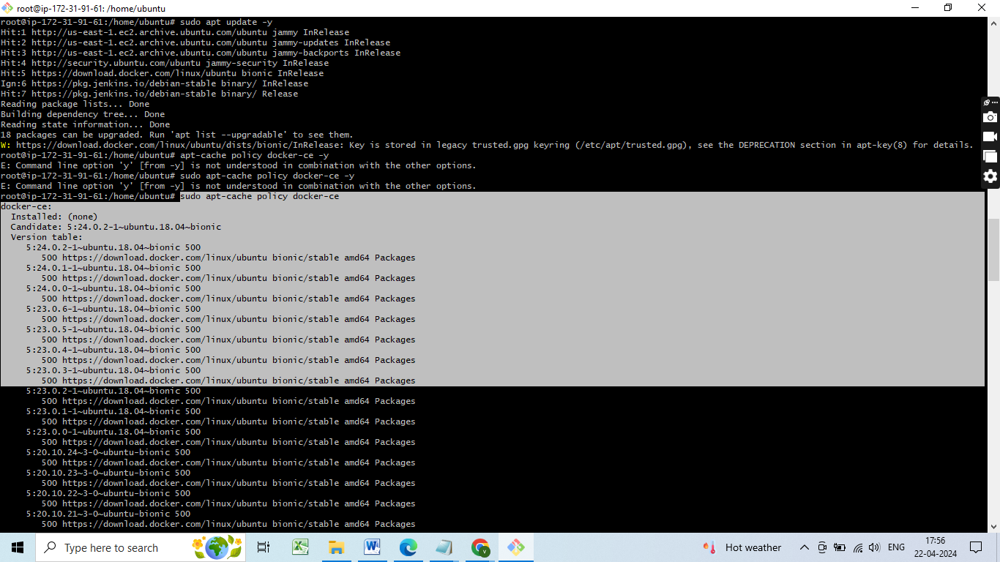 root@ip-172-31-91-61: /home/ubuntu
root@ip-172-31-91-61:/home/ubuntu# sudo apt update -y
Hit:1 http://us-east-1.ec2.archive.ubuntu.com/ubuntu jammy InRelease
Hit:2 http://us-east-1.ec2.archive.ubuntu.com/ubuntu jammy-updates InRelease
Hit:3 http://us-east-1.ec2.archive.ubuntu.com/ubuntu jammy-backports InRelease
Hit:4 http://security.ubuntu.com/ubuntu jammy-security InRelease
Hit:5 https://download.docker.com/linux/ubuntu bionic InRelease
Ign:6 https://pkg.jenkins.io/debian-stable binary/ InRelease
Hit:7 https://pkg.jenkins.io/debian-stable binary/ Release
Reading package lists... Done
Building dependency tree... Done
Reading state information... Done
18 packages can be upgraded. Run 'apt list --upgradable' to see them.
W: https://download.docker.com/linux/ubuntu/dists/bionic/InRelease: Key is stored in legacy trusted.gpg keyring (/etc/apt/trusted.gpg), see the DEPRECATION section in apt-key(8) for details.
root@ip-172-31-91-61:/home/ubuntu# apt-cache policy docker-ce -y
E: Command line option 'y' [from -y] is not understood in combination with the other options.
root@ip-172-31-91-61:/home/ubuntu# sudo apt-cache policy docker-ce -y
E: Command line option 'y' [from -y] is not understood in combination with the other options.
root@ip-172-31-91-61:/home/ubuntu# sudo apt-cache policy docker-ce
docker-ce:
  Installed: (none)
  Candidate: 5:24.0.2-1~ubuntu.18.04~bionic
  Version table:
     5:24.0.2-1~ubuntu.18.04~bionic 500
        500 https://download.docker.com/linux/ubuntu bionic/stable amd64 Packages
     5:24.0.1-1~ubuntu.18.04~bionic 500
        500 https://download.docker.com/linux/ubuntu bionic/stable amd64 Packages
     5:24.0.0-1~ubuntu.18.04~bionic 500
        500 https://download.docker.com/linux/ubuntu bionic/stable amd64 Packages
     5:23.0.6-1~ubuntu.18.04~bionic 500
        500 https://download.docker.com/linux/ubuntu bionic/stable amd64 Packages
     5:23.0.5-1~ubuntu.18.04~bionic 500
        500 https://download.docker.com/linux/ubuntu bionic/stable amd64 Packages
     5:23.0.4-1~ubuntu.18.04~bionic 500
        500 https://download.docker.com/linux/ubuntu bionic/stable amd64 Packages
     5:23.0.3-1~ubuntu.18.04~bionic 500
        500 https://download.docker.com/linux/ubuntu bionic/stable amd64 Packages
     5:23.0.2-1~ubuntu.18.04~bionic 500
        500 https://download.docker.com/linux/ubuntu bionic/stable amd64 Packages
     5:23.0.1-1~ubuntu.18.04~bionic 500
        500 https://download.docker.com/linux/ubuntu bionic/stable amd64 Packages
     5:23.0.0-1~ubuntu.18.04~bionic 500
        500 https://download.docker.com/linux/ubuntu bionic/stable amd64 Packages
     5:20.10.24~3-0~ubuntu-bionic 500
        500 https://download.docker.com/linux/ubuntu bionic/stable amd64 Packages
     5:20.10.23~3-0~ubuntu-bionic 500
        500 https://download.docker.com/linux/ubuntu bionic/stable amd64 Packages
     5:20.10.22~3-0~ubuntu-bionic 500
        500 https://download.docker.com/linux/ubuntu bionic/stable amd64 Packages
     5:20.10.21~3-0~ubuntu-bionic 500
        500 https://download.docker.com/linux/ubuntu bionic/stable amd64 Packages
Type here to search
Hot weather
ENG
17:56
22-04-2024